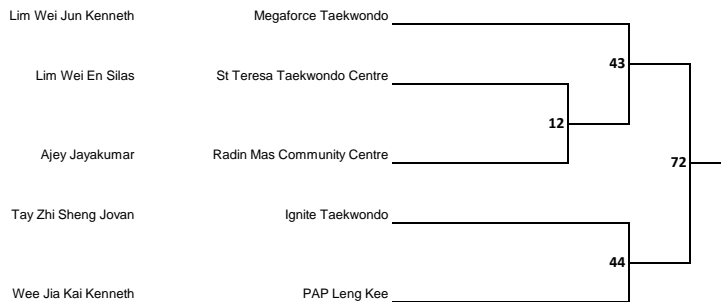 Lim Wei Jun Kenneth Megaforce Taekwondo
43
Lim Wei En Silas St Teresa Taekwondo Centre
12
Ajey Jayakumar Radin Mas Community Centre
72
Tay Zhi Sheng Jovan Ignite Taekwondo
44
Wee Jia Kai Kenneth PAP Leng Kee